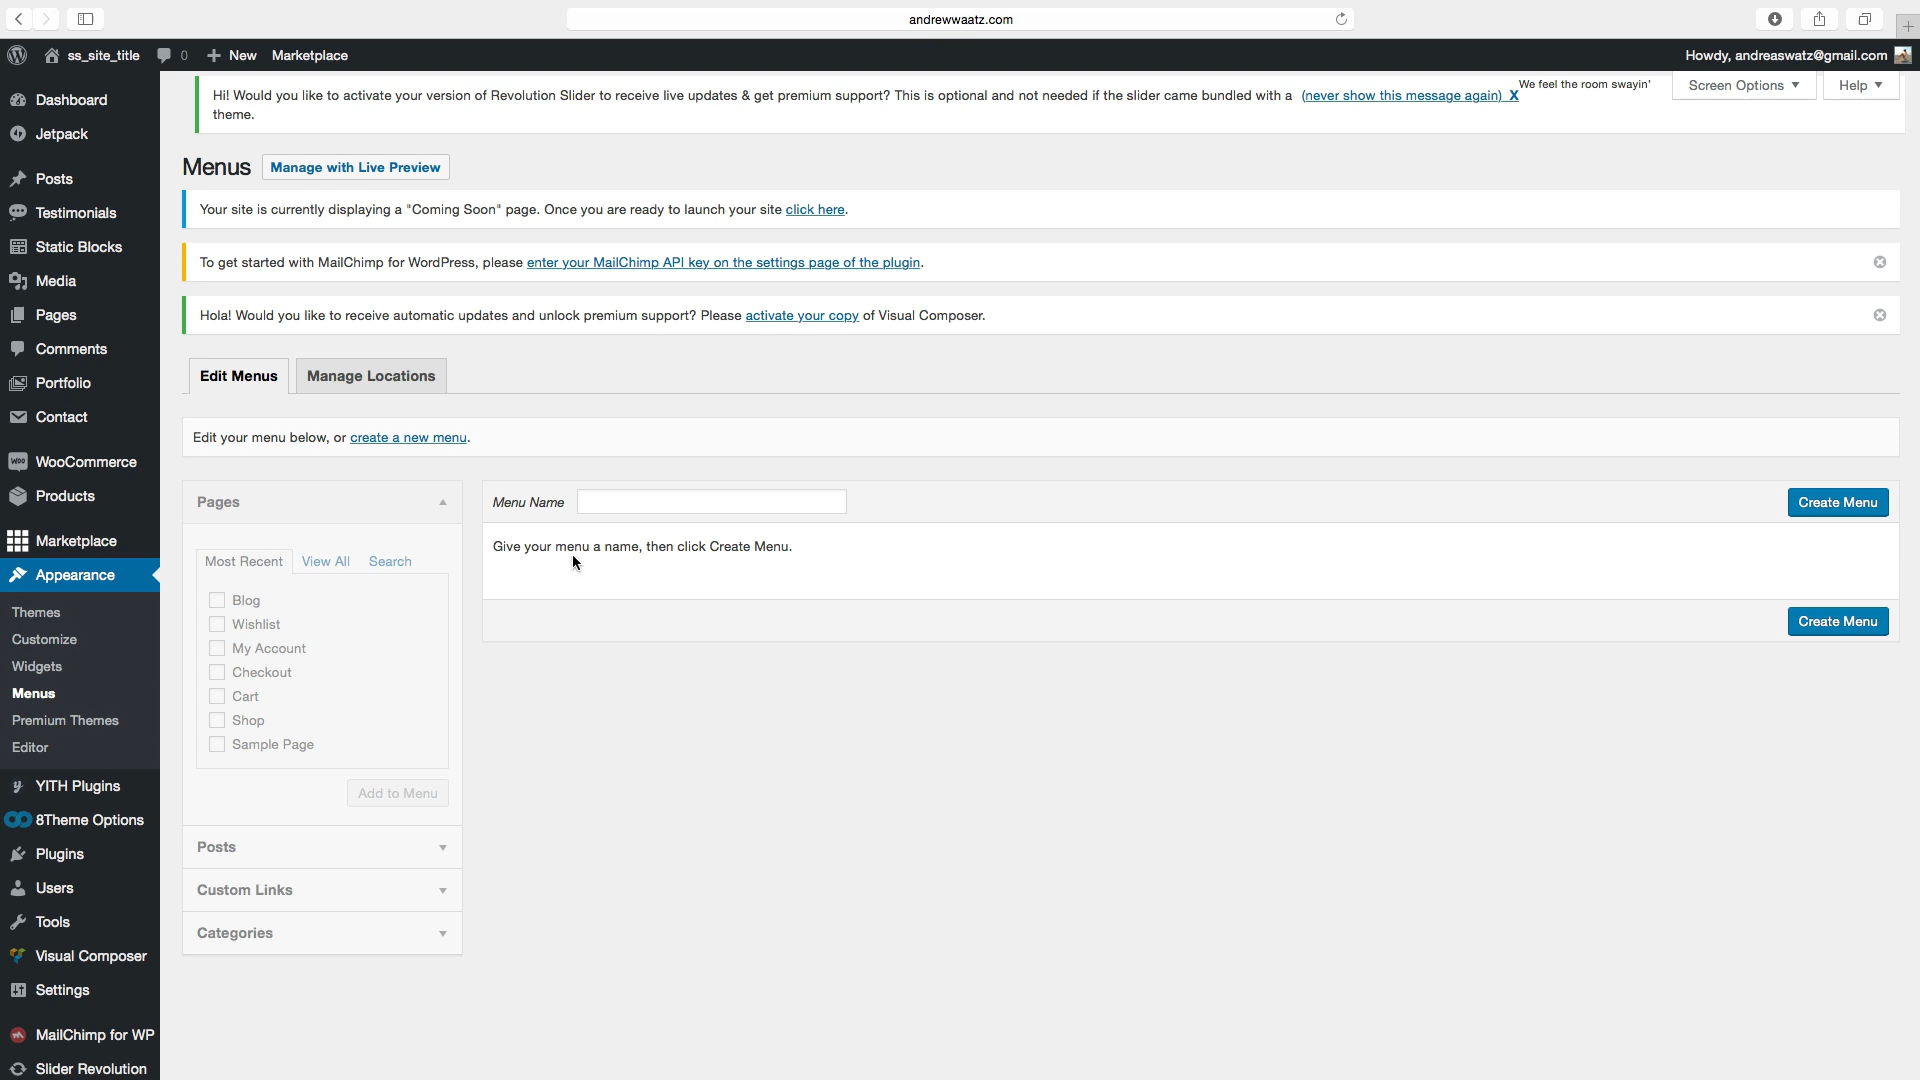 andrewwaatz.com
ss_site_title 0 New Marketplace Howdy, andreaswatz@gmail.com
Dashboard
Jetpack
Posts
Testimonials
Static Blocks
Media
Pages
Comments
Portfolio
Contact
WooCommerce
Products
Marketplace
Appearance
Themes
Customize
Widgets
Menus
Premium Themes
Editor
YITH Plugins
8Theme Options
Plugins
Users
Tools
Visual Composer
Settings
MailChimp for WP
Slider Revolution
Hi! Would you like to activate your version of Revolution Slider to receive live updates & get premium support? This is optional and not needed if the slider came bundled with a (never show this message again) X
theme.
We feel the room swayin'
Screen Options
Help
Menus Manage with Live Preview
Your site is currently displaying a "Coming Soon" page. Once you are ready to launch your site click here.
To get started with MailChimp for WordPress, please enter your MailChimp API key on the settings page of the plugin.
Hola! Would you like to receive automatic updates and unlock premium support? Please activate your copy of Visual Composer.
Edit Menus Manage Locations
Edit your menu below, or create a new menu.
Pages
Most Recent View All Search
Blog
Wishlist
My Account
Checkout
Cart
Shop
Sample Page
Add to Menu
Posts
Custom Links
Categories
Menu Name Create Menu
Give your menu a name, then click Create Menu.
Create Menu